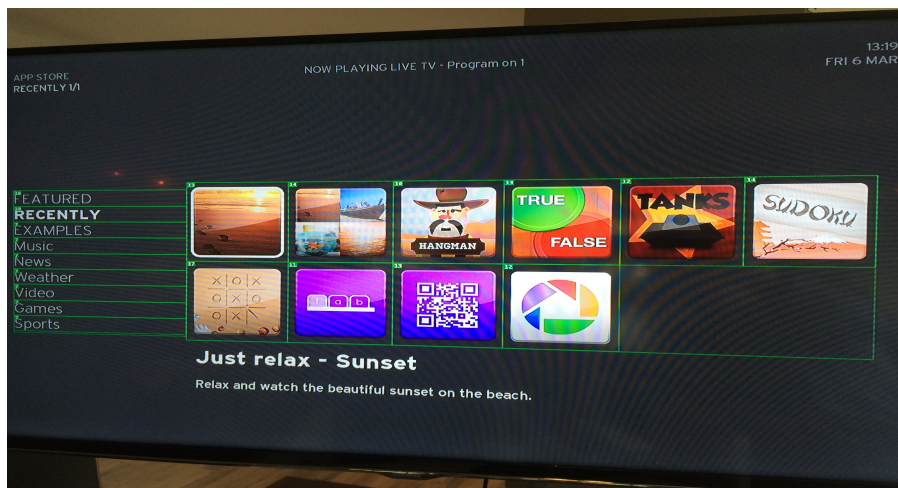 APP STORE
RECENTLY 1/1
NOW PLAYING LIVE TV - Program on 1
13:19
FRI 6 MAR
FEATURED
RECENTLY
EXAMPLES
Music
News
Weather
Video
Games
Sports
HANGMAN
TRUE
FALSE
TANKS
SUDOKU
X O X
O X O
O X
Tab
Just relax - Sunset
Relax and watch the beautiful sunset on the beach.